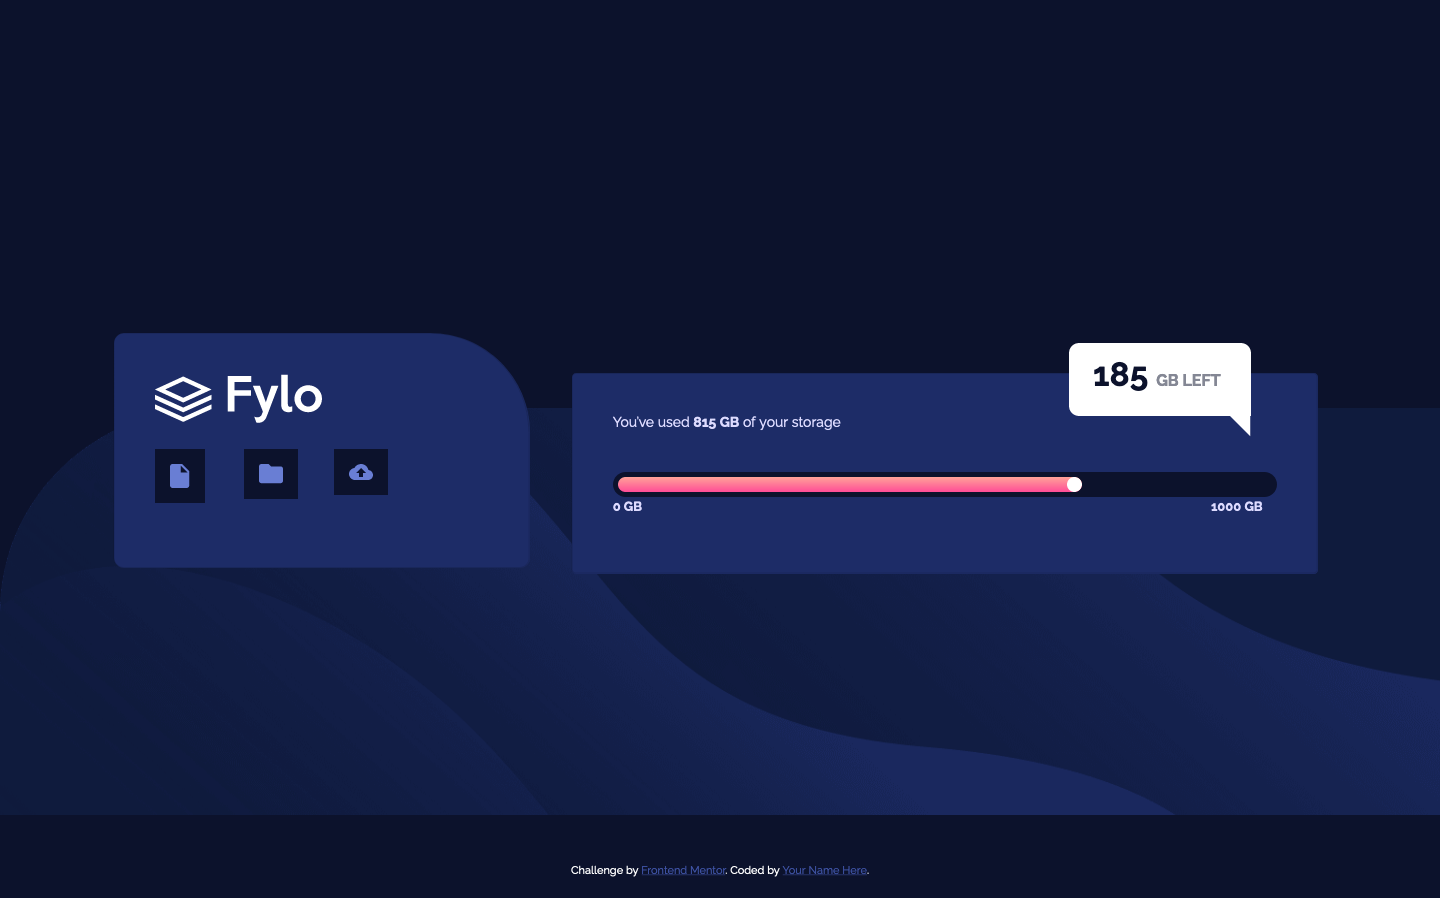 Fylo
185 GB LEFT
You've used 815 GB of your storage
0 GB
1000 GB
Challenge by Frontend Mentor. Coded by Your Name Here.